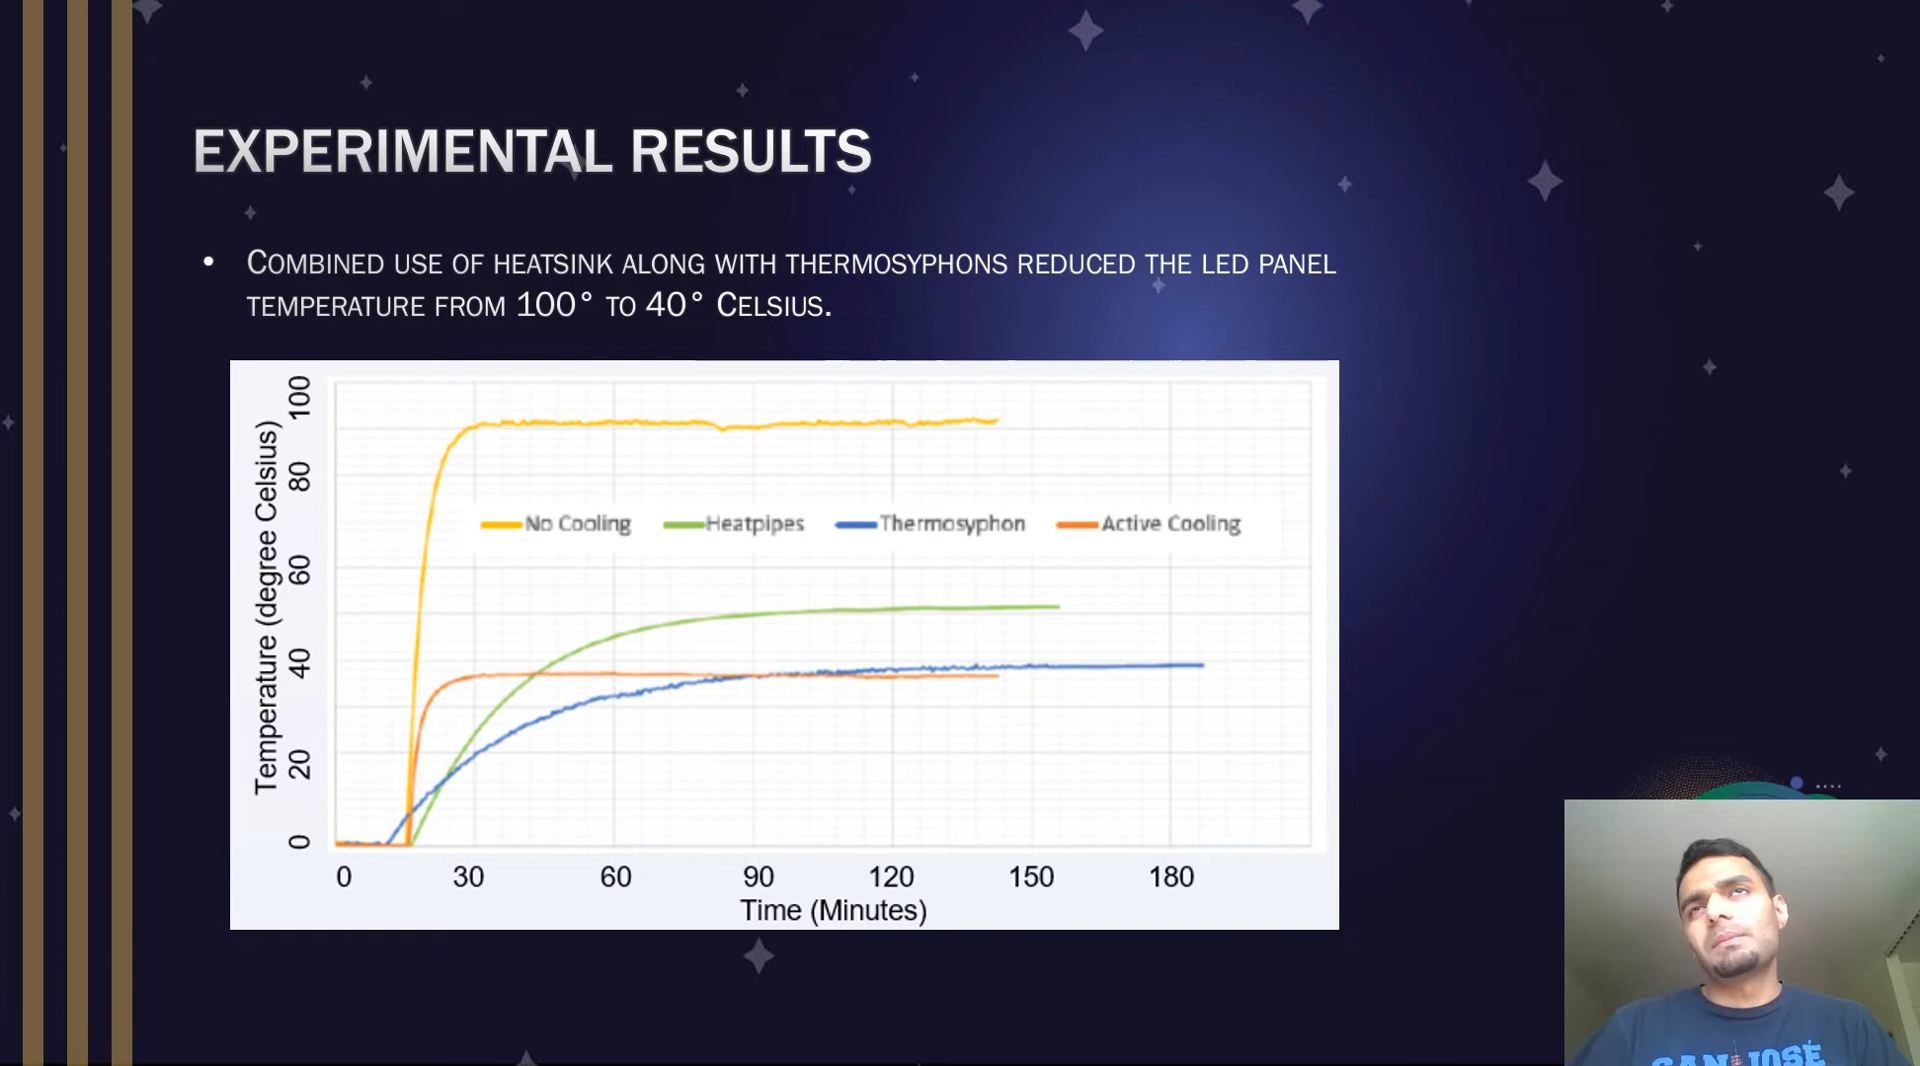 EXPERIMENTAL RESULTS
• COMBINED USE OF HEATSINK ALONG WITH THERMOSYPHONS REDUCED THE LED PANEL
TEMPERATURE FROM 100° TO 40° CELSIUS.
Temperature (degree Celsius)
100
80
60
40
20
0
No Cooling Heatpipes Thermosyphon Active Cooling
0 30 60 90 120 150 180
Time (Minutes)
SAN JOSÉ